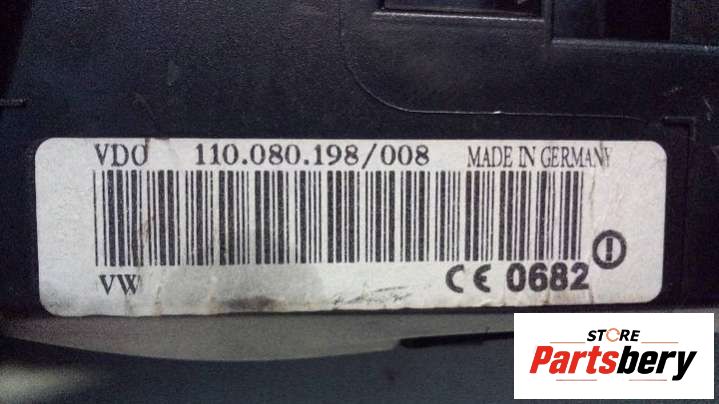 VDO 110.080.198/008 MADE IN GERMANY
VW CE 0682
STORE
Partsbery